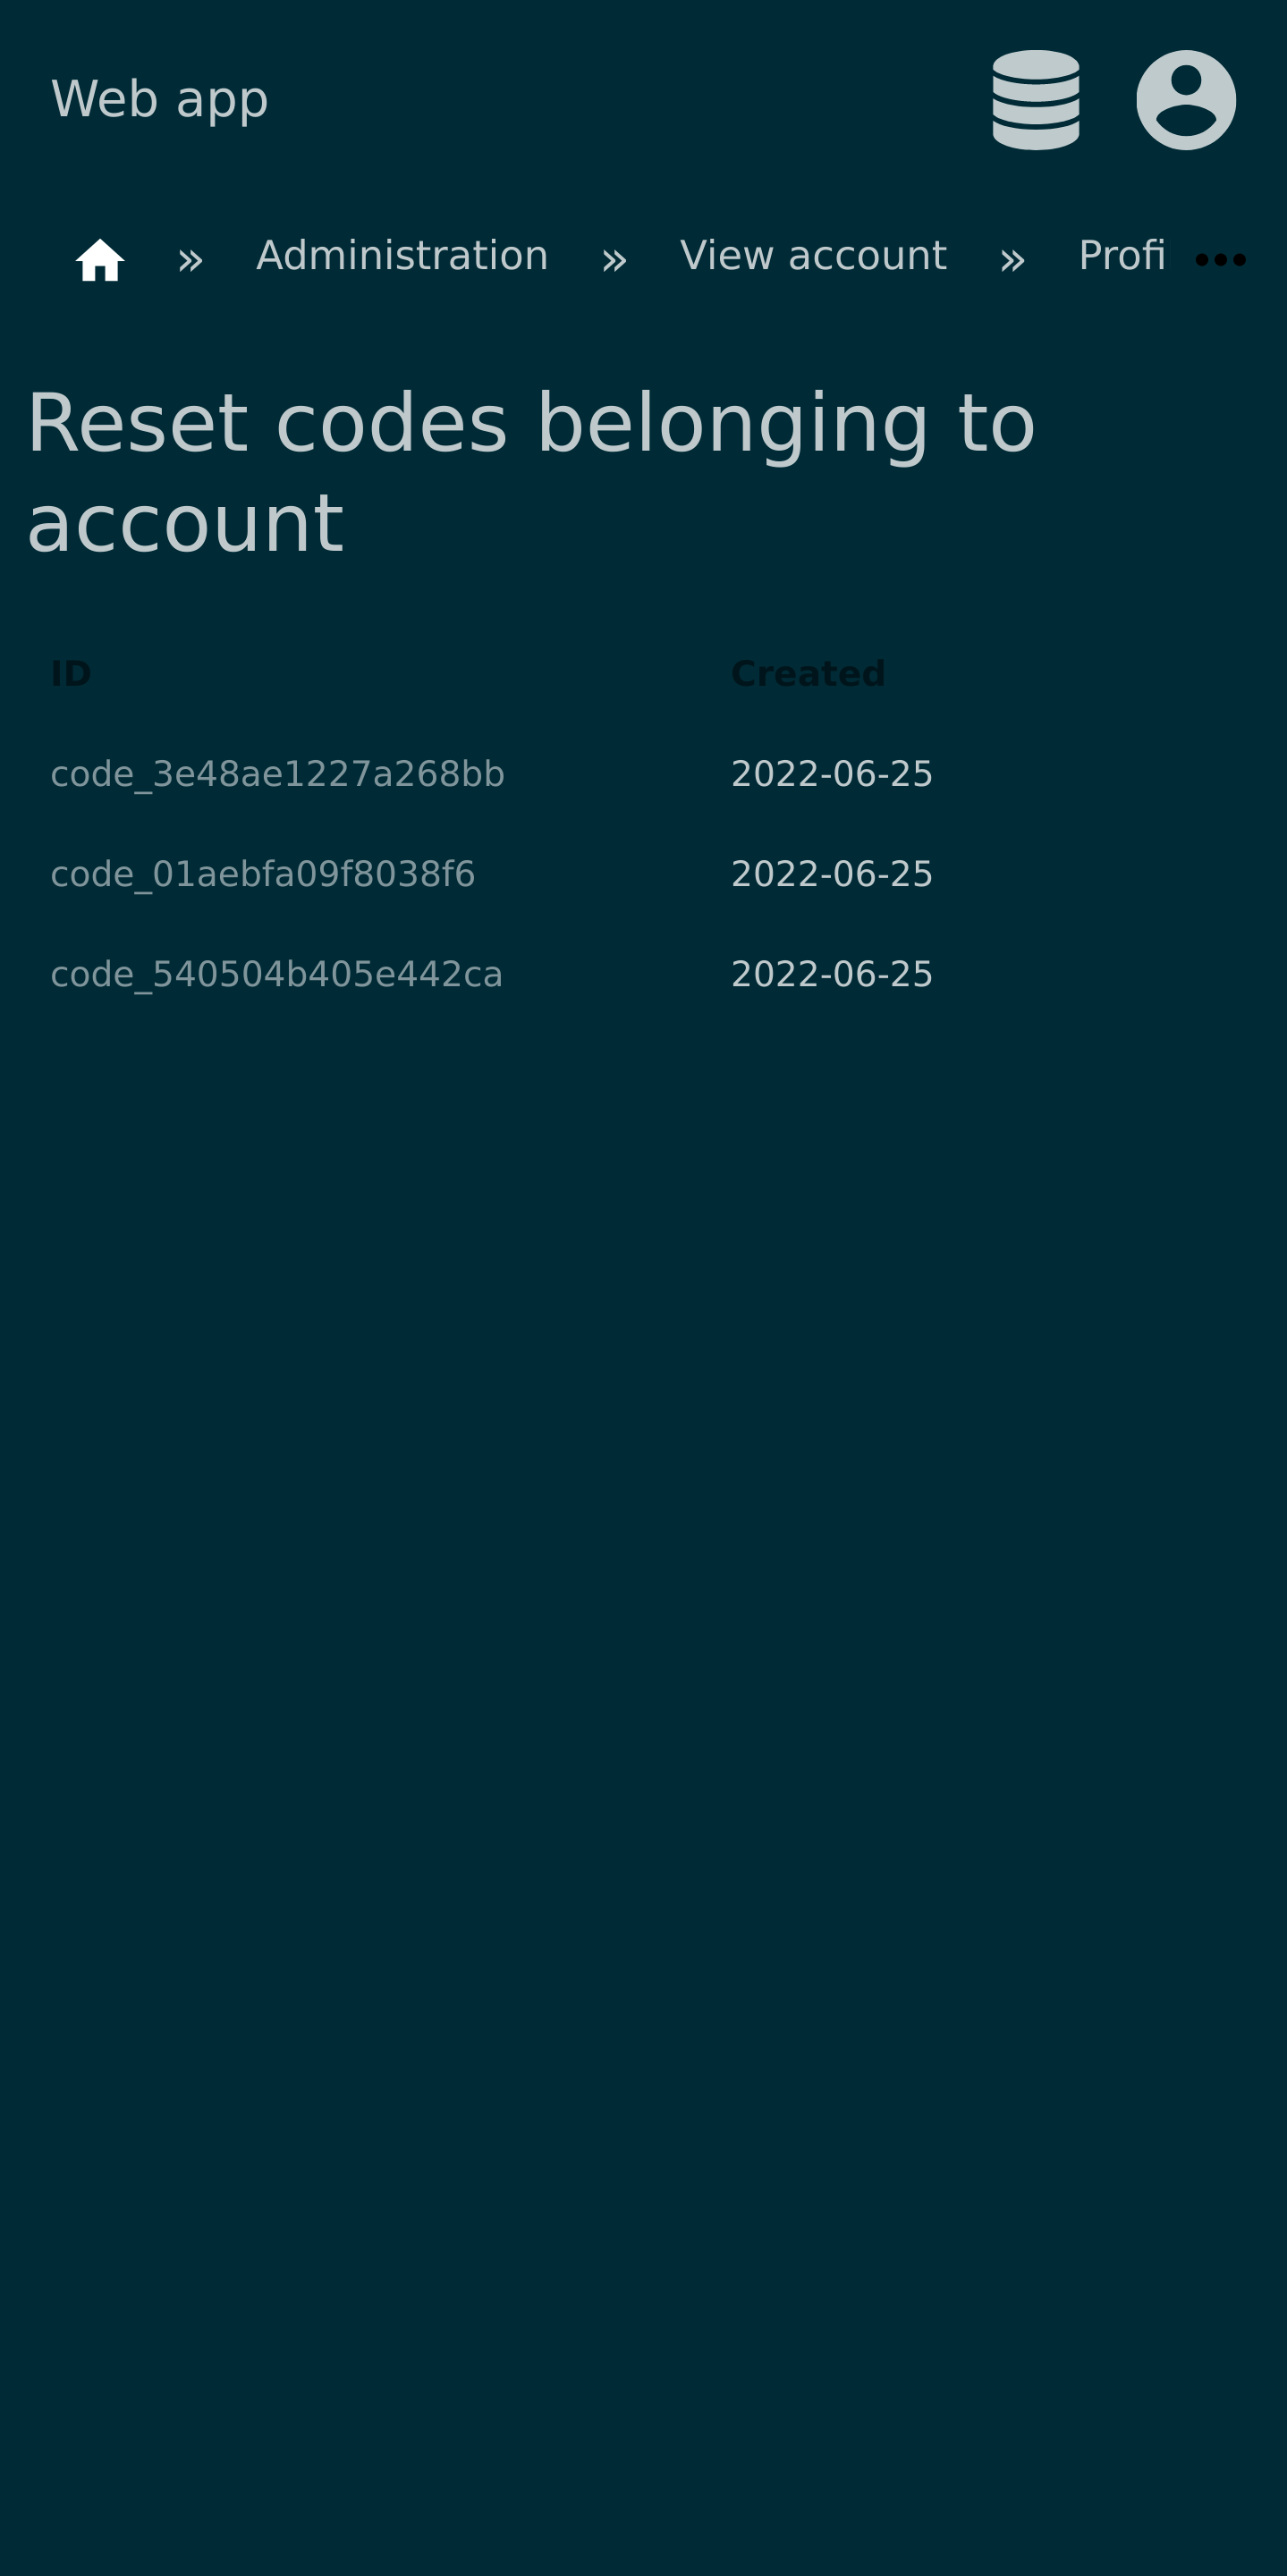 Web app
» Administration » View account » Profi •••
Reset codes belonging to
account
ID Created
code_3e48ae1227a268bb 2022-06-25
code_01aebfa09f8038f6 2022-06-25
code_540504b405e442ca 2022-06-25